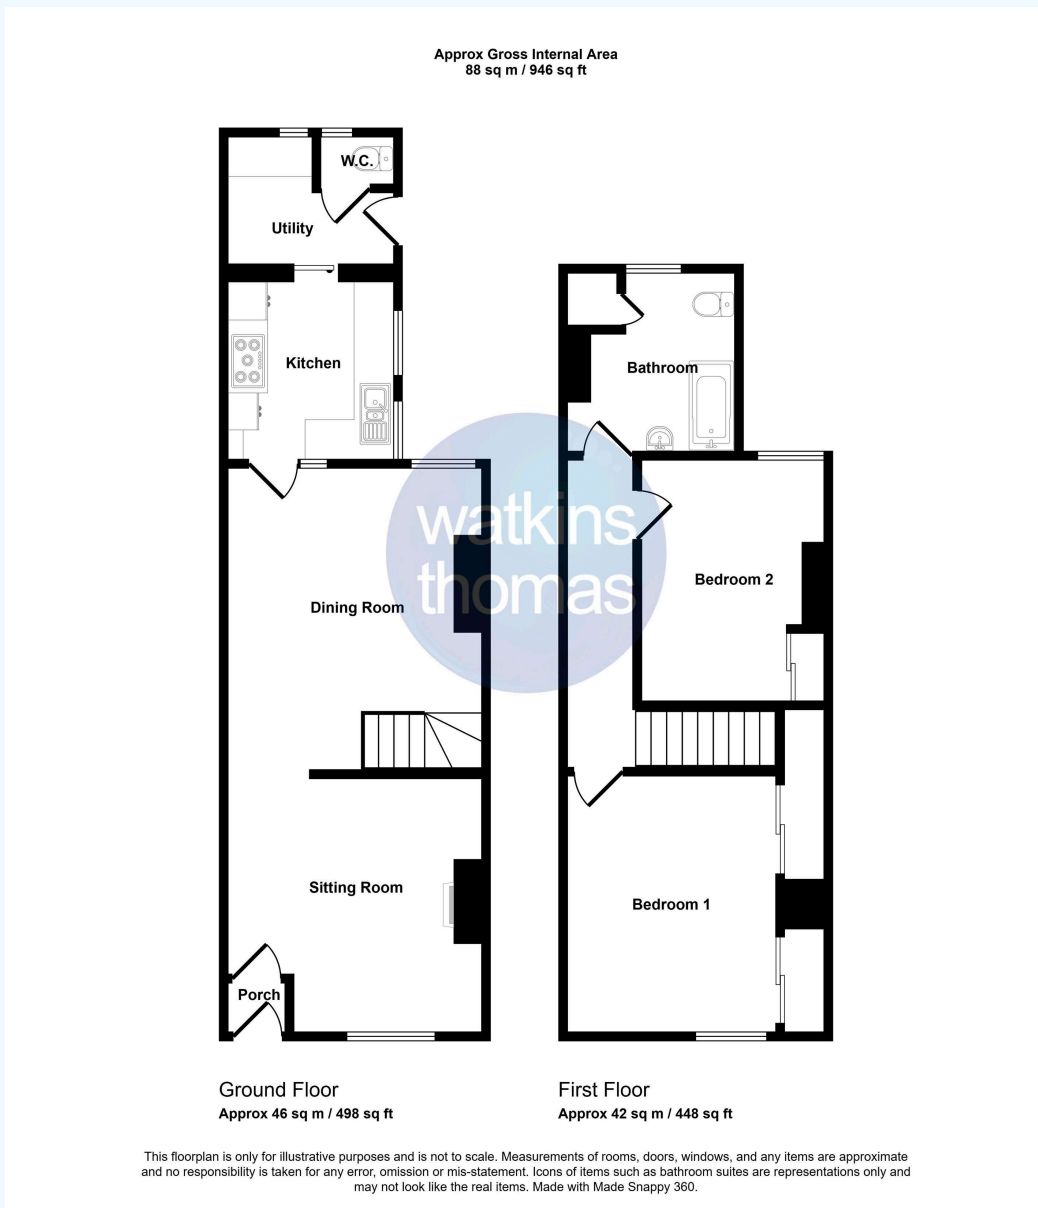 Approx Gross Internal Area
88 sq m / 946 sq ft
W.C.
Utility
Kitchen
Bathroom
watkins
thomas
Bedroom 2
Dining Room
Sitting Room
Bedroom 1
Porch
Ground Floor
Approx 46 sq m / 498 sq ft
First Floor
Approx 42 sq m / 448 sq ft
This floorplan is only for illustrative purposes and is not to scale. Measurements of rooms, doors, windows, and any items are approximate
and no responsibility is taken for any error, omission or mis-statement. Icons of items such as bathroom suites are representations only and
may not look like the real items. Made with Made Snappy 360.